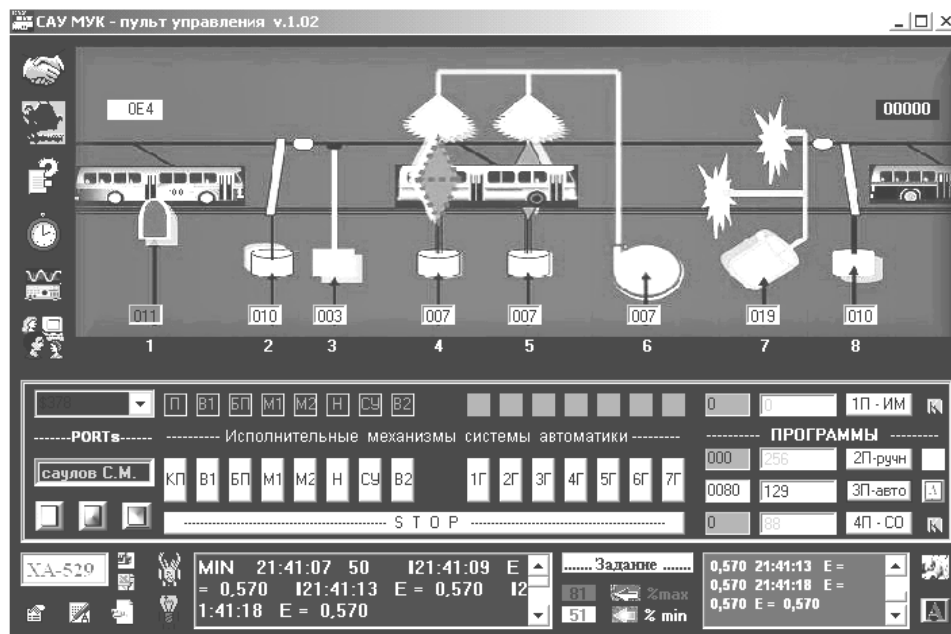 САУ МУК - пульт управления v.1.02
0E4
00000
011 010 003 007 007 007 019 010
1 2 3 4 5 6 7 8
$378 П В1 БП М1 М2 Н СУ В2 0 0 1П - ИМ
------PORTs------ ---------- Исполнительные механизмы системы автоматики --------- -------- ПРОГРАММЫ --------
000 256 2П-ручн
саулов С.М. КП В1 БП М1 М2 Н СУ В2 1Г 2Г 3Г 4Г 5Г 6Г 7Г
0080 129 3П-авто
S T O P
0 88 4П - СО
ХА-529
MIN 21:41:07 50 I21:41:09 E
= 0,570 I21:41:13 E = 0,570 I2
1:41:18 E = 0,570
....... Задание .......
81 %max
51 % min
0,570 21:41:13 E =
0,570 21:41:18 E =
0,570 E = 0,570